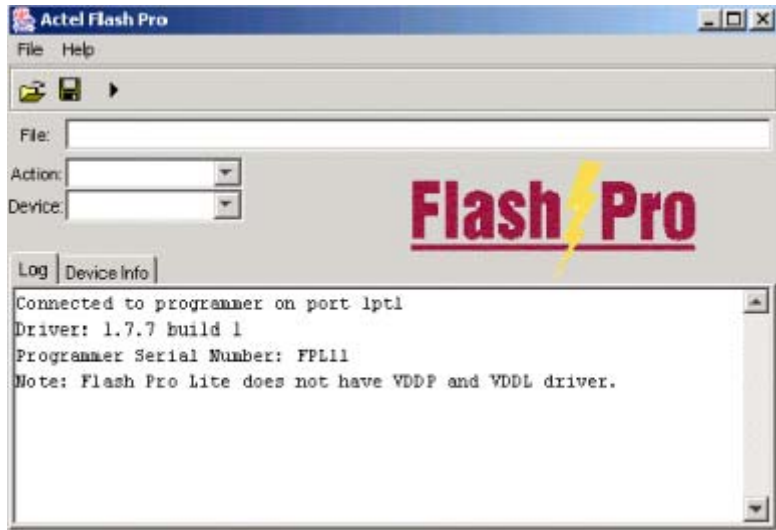 Actel Flash Pro
File Help
File:
Action:
Device:
Flash Pro
Log Device Info
Connected to programmer on port lpt1
Driver: 1.7.7 build 1
Programmer Serial Number: FPL11
Note: Flash Pro Lite does not have VDDP and VDDL driver.